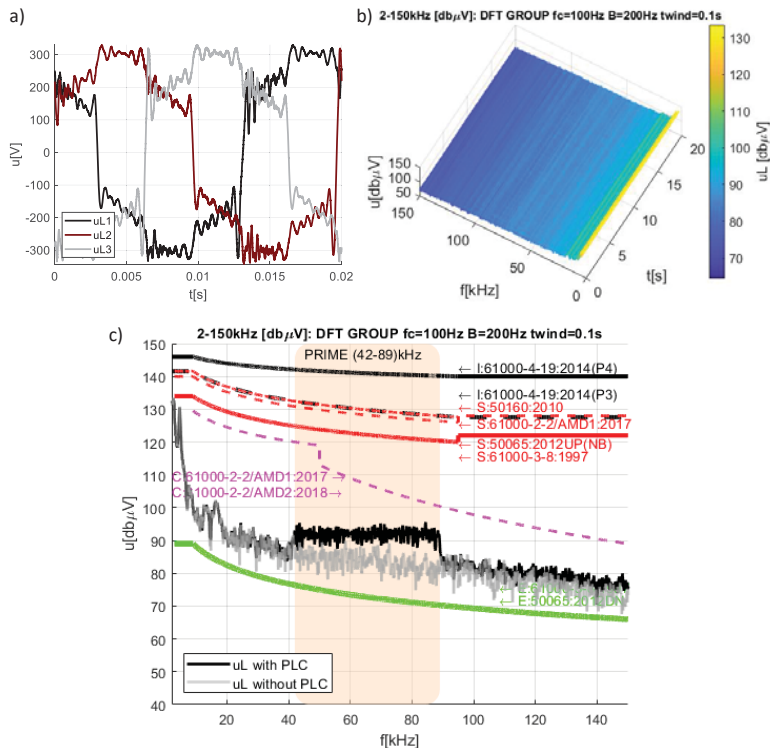 a)
300
200
100
0
-100
-200
-300
u[V]
uL1
uL2
uL3
0
0.005
0.01
0.015
0.02
t[s]
b)
2-150kHz [dbµV]: DFT GROUP fc=100Hz B=200Hz twind=0.1s
u[dbµV]
150
100
50
150
100
50
0
f[kHz]
0
5
10
15
20
t[s]
130
120
110
100
90
80
70
uL [dbµV]
c)
2-150kHz [dbµV]: DFT GROUP fc=100Hz B=200Hz twind=0.1s
PRIME (42-89)kHz
← I:61000-4-19:2014(P4)
← I:61000-4-19:2014(P3)
← S:50160:2010
← S:61000-2-2/AMD1:2017
← S:50065:2012UP(NB)
← S:61000-3-8:1997
C:61000-2-2/AMD1:2017→
C:61000-2-2/AMD2:2018→
← E:50065:201
uL with PLC
uL without PLC
150
140
130
120
110
100
90
80
70
60
50
40
u[dbµV]
20
40
60
80
100
120
140
f[kHz]